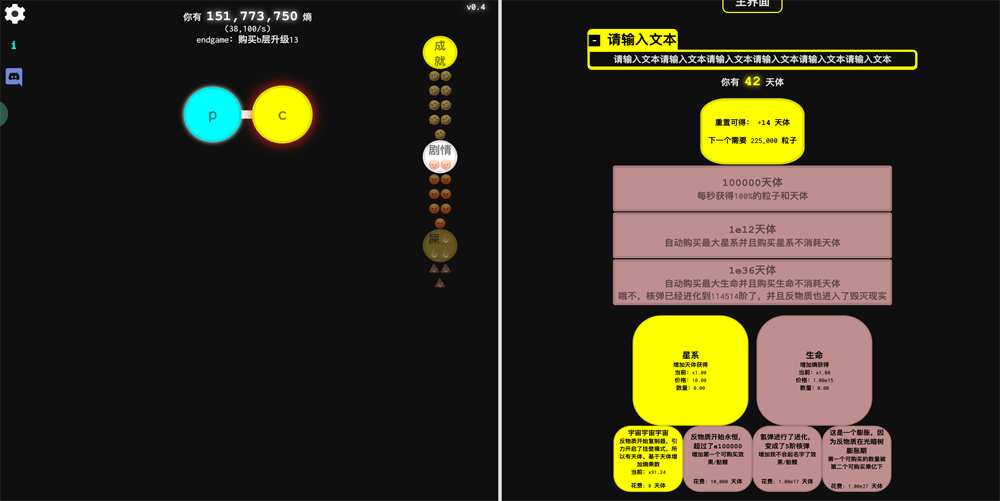 v0.4
你有 151,773,750 熵
(38,100/s)
endgame: 购买b层升级13
i
p
c
成
就
剧情
屎
主界面
- 请输入文本
请输入文本请输入文本请输入文本请输入文本请输入文本请输入文本
你有 42 天体
重置可得: +14 天体
下一个需要 225,000 粒子
100000天体
每秒获得100%的粒子和天体
1e12天体
自动购买最大星系并且购买星系不消耗天体
1e36天体
自动购买最大生命并且购买生命不消耗天体
哦不, 核弹已经进化到114514阶了, 并且反物质也进入了毁灭现实
星系
增加天体获得
当前: x1.00
价格: 10.00
数量: 0.00
生命
增加熵获得
当前: x1.00
价格: 1.00e15
数量: 0.00
宇宙宇宙宇宙
反物质开始复制器, 引
力开启了挂壁模式, 所
以有天体, 基于天体增
加熵乘数
当前: x91.24
花费: 0 天体
反物质开始永恒,
超过了e100000
增加第一个可购买效
果/骷髅
花费: 10,000 天体
氢弹进行了进化,
变成了5阶核弹
增加我不会起名字了效
果/骷髅
花费: 1.00e17 天体
这是一个膨胀, 因
为反物质在光暗树
膨胀期
第一个可购买的数量被
第二个可购买乘亿下
花费: 1.00e27 天体